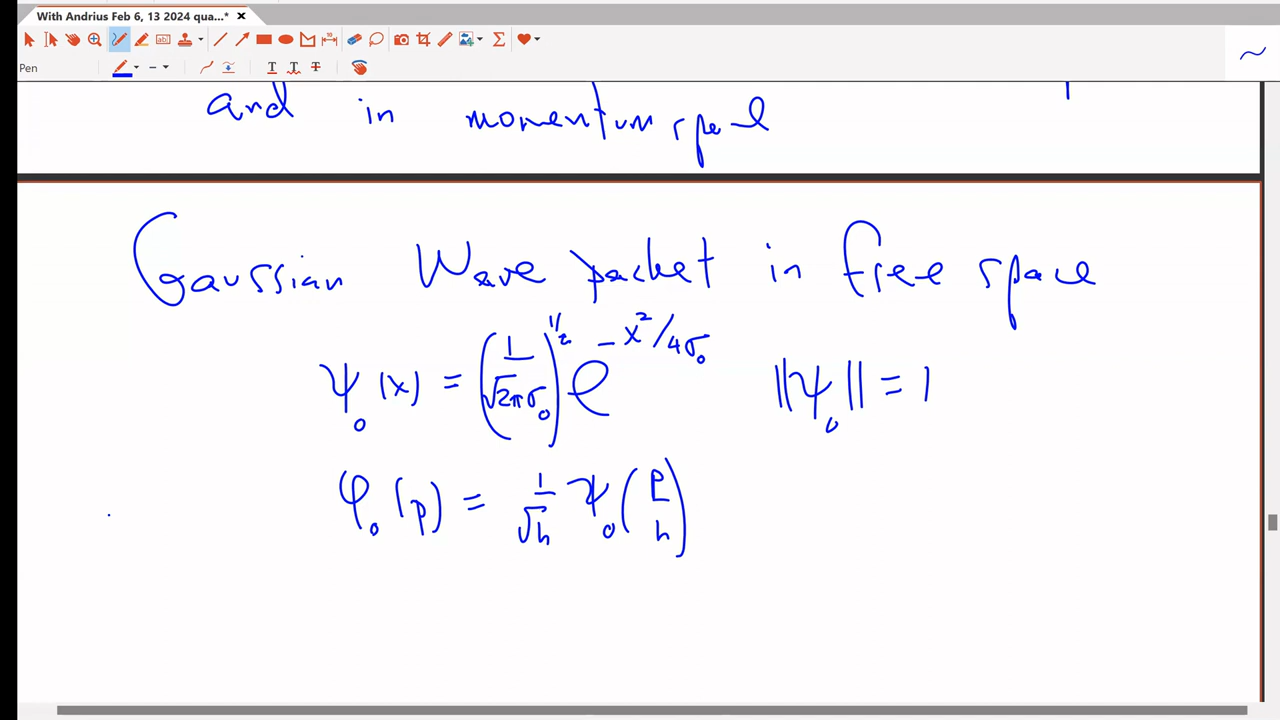 With Andrius Feb 6, 13 2024 qua...*
Pen
and in momentum space
Gaussian Wave packet in free space
ψ₀(x) = (1/√2πσ₀)^1/2 e^-x²/4σ₀ ||ψ₀|| = 1
φ₀(p) = 1/√h ψ₀(p/h)